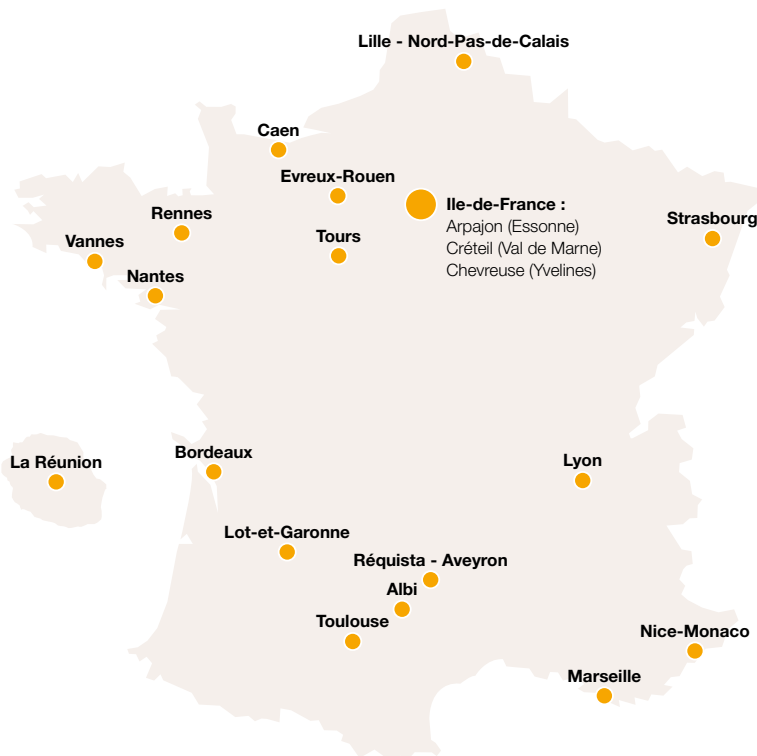 Lille - Nord-Pas-de-Calais
Caen
Evreux-Rouen
Ile-de-France :
Arpajon (Essonne)
Créteil (Val de Marne)
Chevreuse (Yvelines)
Rennes
Strasbourg
Vannes
Tours
Nantes
La Réunion
Bordeaux
Lyon
Lot-et-Garonne
Réquista - Aveyron
Albi
Toulouse
Nice-Monaco
Marseille